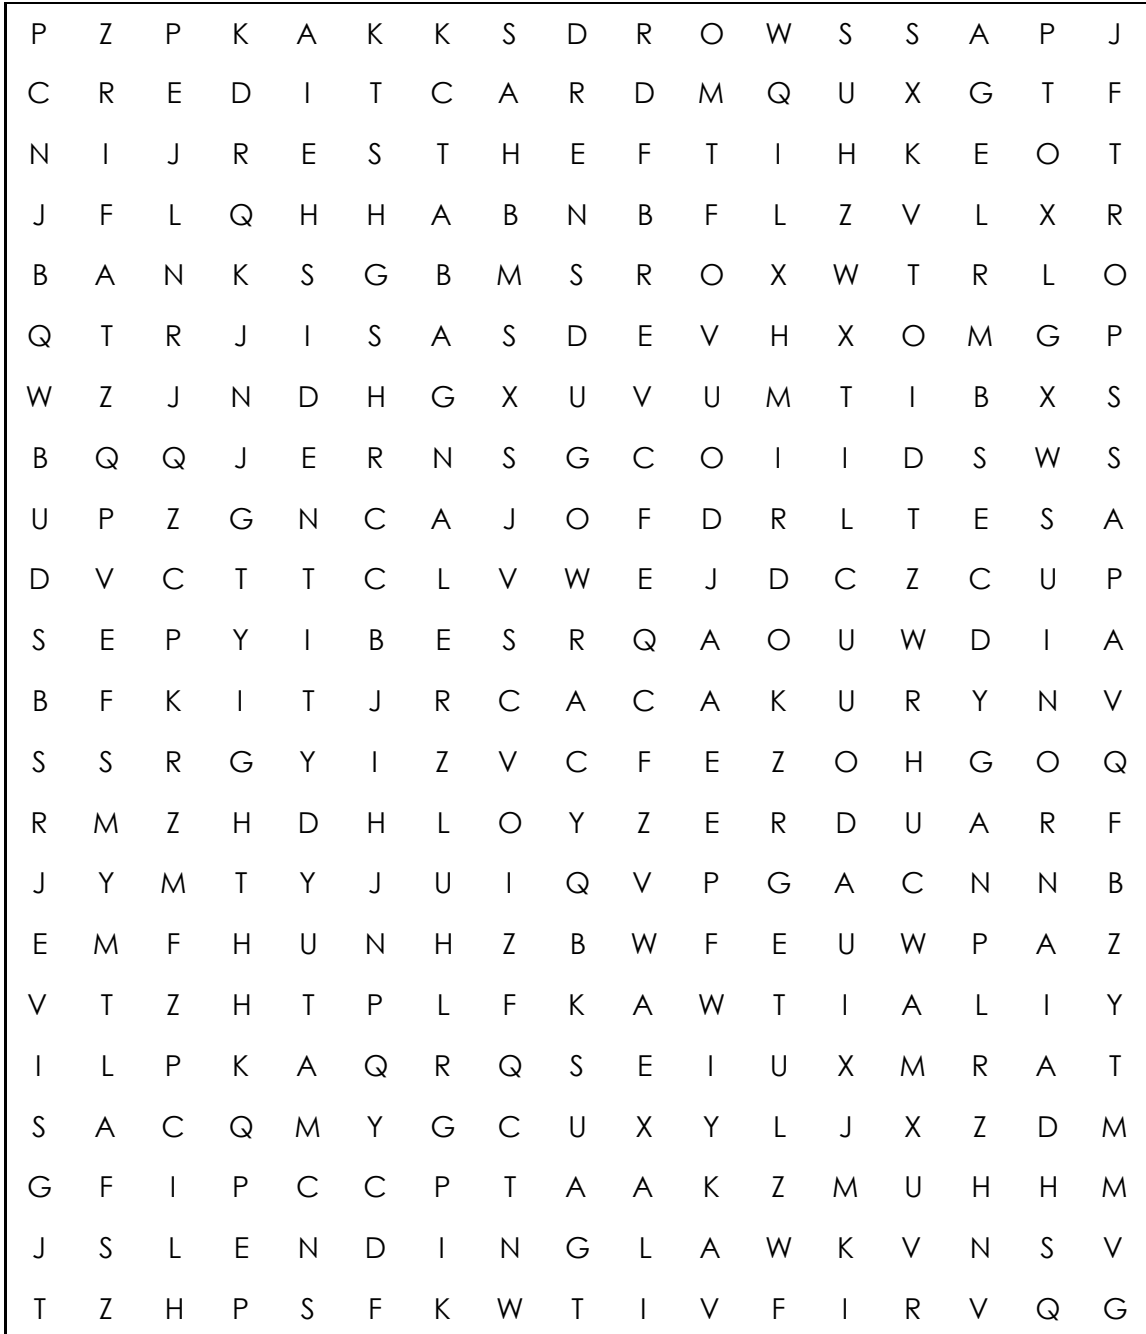 P Z P K A K K S D R O W S S A P J
C R E D I T C A R D M Q U X G T F
N I J R E S T H E F T I H K E O T
J F L Q H H A B N B F L Z V L X R
B A N K S G B M S R O X W T R L O
Q T R J I S A S D E V H X O M G P
W Z J N D H G X U V U M T I B X S
B Q Q J E R N S G C O I I D S W S
U P Z G N C A J O F D R L T E S A
D V C T T C L V W E J D C Z C U P
S E P Y I B E S R Q A O U W D I A
B F K I T J R C A C A K U R Y N V
S S R G Y I Z V C F E Z O H G O Q
R M Z H D H L O Y Z E R D U A R F
J Y M T Y J U I Q V P G A C N N B
E M F H U N H Z B W F E U W P A Z
V T Z H T P L F K A W T I A L I Y
I L P K A Q R Q S E I U X M R A T
S A C Q M Y G C U X Y L J X Z D M
G F I P C C P T A A K Z M U H H M
J S L E N D I N G L A W K V N S V
T Z H P S F K W T I V F I R V Q G